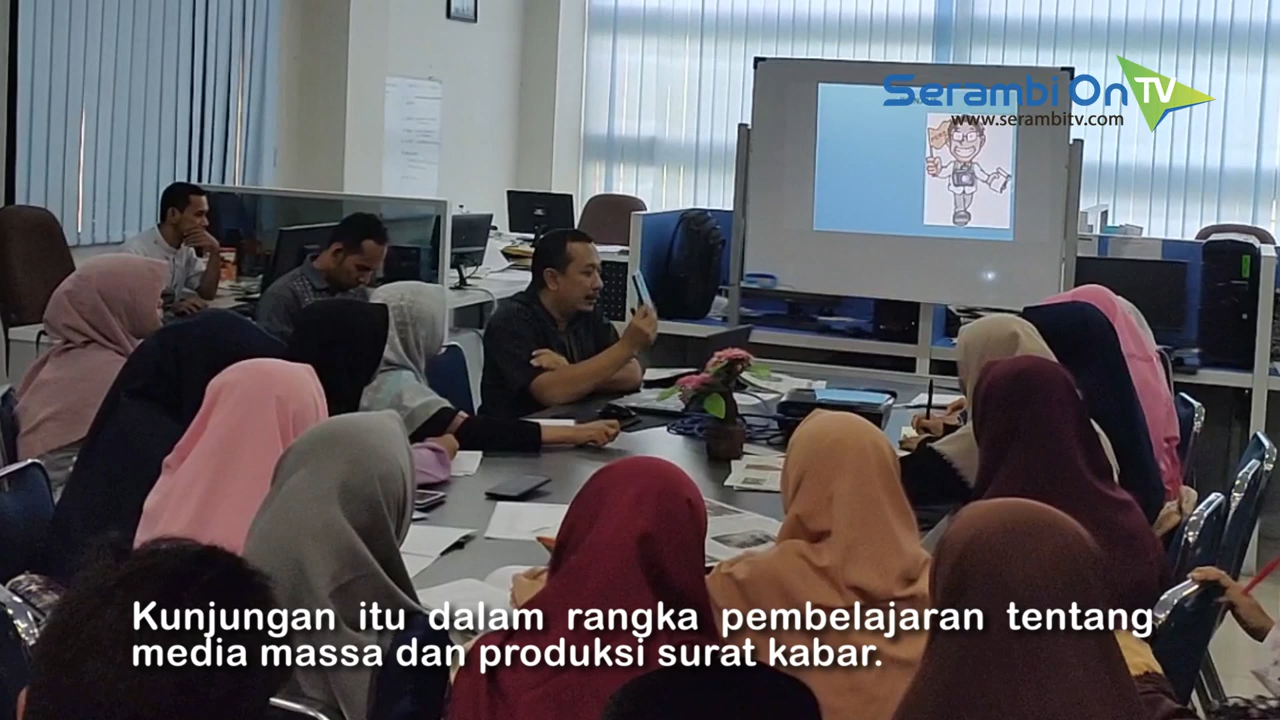 Serambi On TV
www.serambitv.com
Kunjungan itu dalam rangka pembelajaran tentang
media massa dan produksi surat kabar.